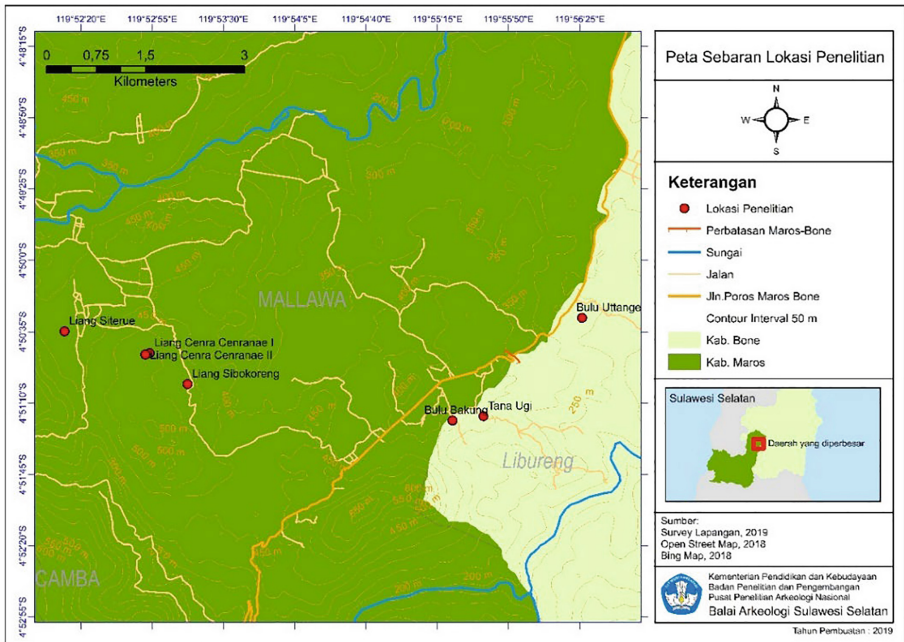 119°52'20"E 119°52'55"E 119°53'30"E 119°54'5"E 119°54'40"E 119°55'15"E 119°55'50"E 119°56'25"E
0 0,75 1,5 3
Kilometers
4°48'15"S
4°48'50"S
4°49'25"S
4°50'0"S
4°50'35"S
4°51'10"S
4°51'45"S
4°52'20"S
4°52'55"S
MALLAWA
Bulu Uttange
Liang Siterue
Liang Cenra Cenranae I
Liang Cenra Cenranae II
Liang Sibokoreng
Bulu Bakung
Tana Ugi
Libureng
CAMBA
Peta Sebaran Lokasi Penelitian
N
W E
S
Keterangan
Lokasi Penelitian
Perbatasan Maros-Bone
Sungai
Jalan
Jln.Poros Maros Bone
Contour Interval 50 m
Kab. Bone
Kab. Maros
Sulawesi Selatan
Daerah yang diperbesar
Sumber:
Survey Lapangan, 2019
Open Street Map, 2018
Bing Map, 2018
Kementerian Pendidikan dan Kebudayaan
Badan Penelitian dan Pengembangan
Pusat Penelitian Arkeologi Nasional
Balai Arkeologi Sulawesi Selatan
Tahun Pembuatan : 2019